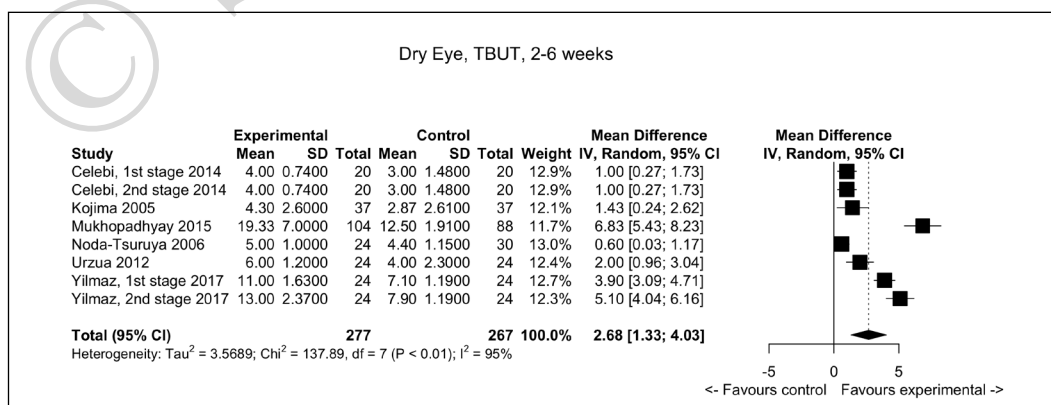 Dry Eye, TBUT, 2-6 weeks
Experimental Control Mean Difference Mean Difference
Study Mean SD Total Mean SD Total Weight IV, Random, 95% CI IV, Random, 95% CI
Celebi, 1st stage 2014 4.00 0.7400 20 3.00 1.4800 20 12.9% 1.00 [0.27; 1.73]
Celebi, 2nd stage 2014 4.00 0.7400 20 3.00 1.4800 20 12.9% 1.00 [0.27; 1.73]
Kojima 2005 4.30 2.6000 37 2.87 2.6100 37 12.1% 1.43 [0.24; 2.62]
Mukhopadhyay 2015 19.33 7.0000 104 12.50 1.9100 88 11.7% 6.83 [5.43; 8.23]
Noda-Tsuruya 2006 5.00 1.0000 24 4.40 1.1500 30 13.0% 0.60 [0.03; 1.17]
Urzua 2012 6.00 1.2000 24 4.00 2.3000 24 12.4% 2.00 [0.96; 3.04]
Yilmaz, 1st stage 2017 11.00 1.6300 24 7.10 1.1900 24 12.7% 3.90 [3.09; 4.71]
Yilmaz, 2nd stage 2017 13.00 2.3700 24 7.90 1.1900 24 12.3% 5.10 [4.04; 6.16]
Total (95% CI) 277 267 100.0% 2.68 [1.33; 4.03]
Heterogeneity: Tau² = 3.5689; Chi² = 137.89, df = 7 (P < 0.01); I² = 95%
-5 0 5
<- Favours control Favours experimental ->